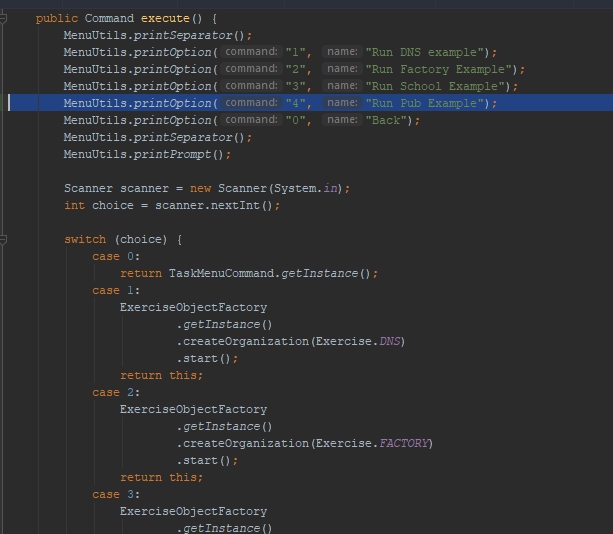 public Command execute() {
MenuUtils.printSeparator();
MenuUtils.printOption( command: "1", name: "Run DNS example");
MenuUtils.printOption( command: "2", name: "Run Factory Example");
MenuUtils.printOption( command: "3", name: "Run School Example");
MenuUtils.printOption( command: "4", name: "Run Pub Example");
MenuUtils.printOption( command: "0", name: "Back");
MenuUtils.printSeparator();
MenuUtils.printPrompt();
Scanner scanner = new Scanner(System.in);
int choice = scanner.nextInt();
switch (choice) {
case 0:
return TaskMenuCommand.getInstance();
case 1:
ExerciseObjectFactory
.getInstance()
.createOrganization(Exercise.DNS)
.start();
return this;
case 2:
ExerciseObjectFactory
.getInstance()
.createOrganization(Exercise.FACTORY)
.start();
return this;
case 3:
ExerciseObjectFactory
.getInstance()